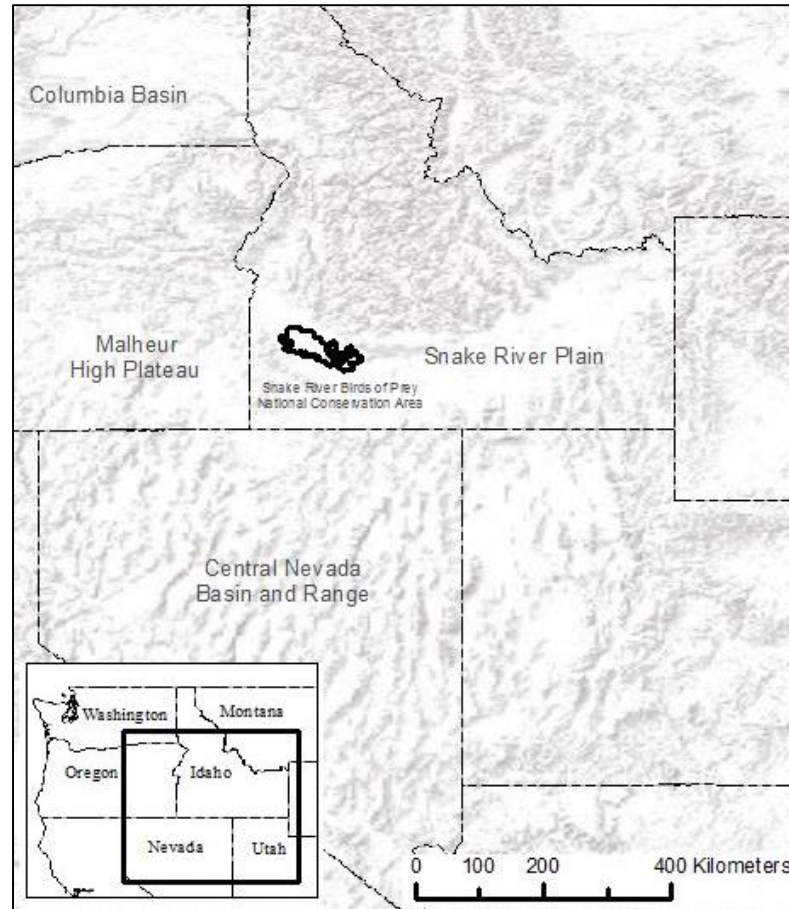 Columbia Basin
Malheur
High Plateau
Snake River Plain
Snake River Birds of Prey
National Conservation Area
Central Nevada
Basin and Range
Washington
Montana
Oregon
Idaho
Nevada
Utah
0 100 200 400 Kilometers